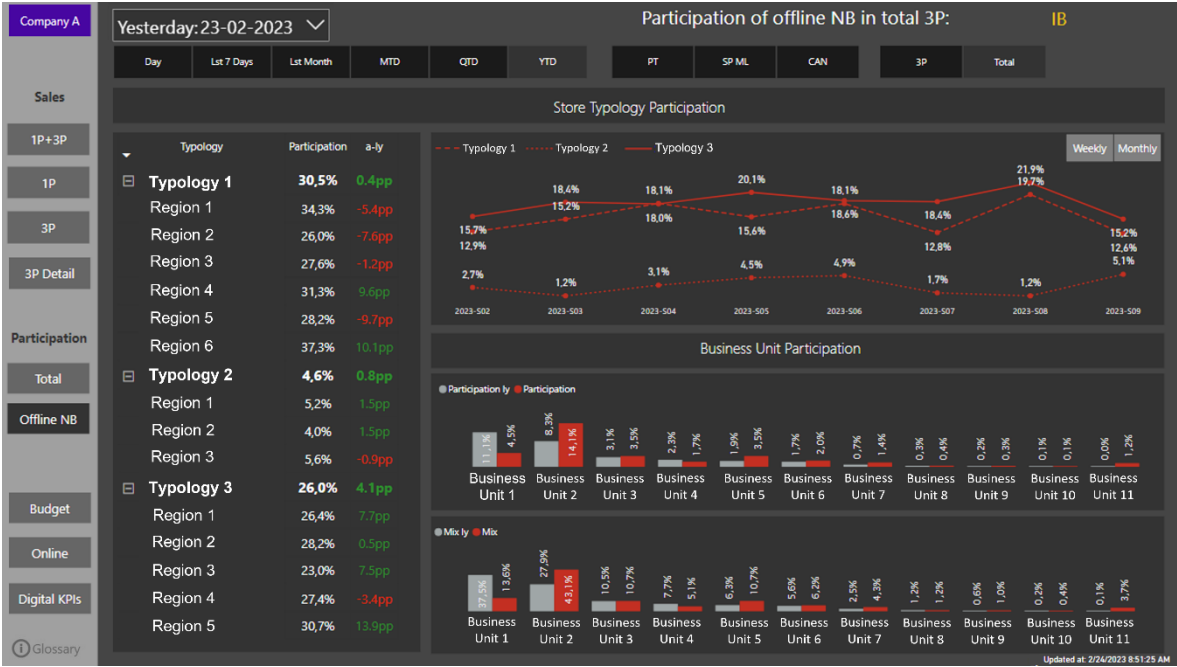 Company A
Yesterday: 23-02-2023
Participation of offline NB in total 3P: IB
Day Lst 7 Days Lst Month MTD QTD YTD PT SP ML CAN 3P Total
Sales
1P+3P
1P
3P
3P Detail
Participation
Total
Offline NB
Budget
Online
Digital KPIs
Glossary
Store Typology Participation
Typology Participation a-ly
Typology 1 30,5% 0.4pp
Region 1 34,3% -5.4pp
Region 2 26,0% -7.6pp
Region 3 27,6% -1.2pp
Region 4 31,3% 9.6pp
Region 5 28,2% -9.7pp
Region 6 37,3% 10.1pp
Typology 2 4,6% 0.8pp
Region 1 5,2% 1.5pp
Region 2 4,0% 1.5pp
Region 3 5,6% -0.9pp
Typology 3 26,0% 4.1pp
Region 1 26,4% 7.7pp
Region 2 28,2% 0.5pp
Region 3 23,0% 7.5pp
Region 4 27,4% -3.4pp
Region 5 30,7% 13.9pp
Typology 1 Typology 2 Typology 3
Weekly Monthly
15,7% 18,4% 18,1% 20,1% 18,1% 18,4% 21,9% 15,2%
12,9% 15,2% 18,0% 15,6% 18,6% 12,8% 19,7% 12,6%
2,7% 1,2% 3,1% 4,5% 4,9% 1,7% 1,2% 5,1%
2023-S02 2023-S03 2023-S04 2023-S05 2023-S06 2023-S07 2023-S08 2023-S09
Business Unit Participation
Participation ly Participation
11,1% 4,5% 8,3% 14,1% 3,1% 3,5% 2,3% 1,7% 1,9% 3,5% 1,7% 2,0% 0,7% 1,4% 0,3% 0,4% 0,2% 0,3% 0,1% 0,1% 0,0% 1,2%
Business Business Business Business Business Business Business Business Business Business Business
Unit 1 Unit 2 Unit 3 Unit 4 Unit 5 Unit 6 Unit 7 Unit 8 Unit 9 Unit 10 Unit 11
Mix ly Mix
37,5% 13,6% 27,9% 43,1% 10,5% 10,7% 7,7% 5,1% 6,3% 10,7% 5,6% 6,2% 2,5% 4,3% 1,2% 1,2% 0,6% 1,0% 0,2% 0,4% 0,1% 3,7%
Business Business Business Business Business Business Business Business Business Business Business
Unit 1 Unit 2 Unit 3 Unit 4 Unit 5 Unit 6 Unit 7 Unit 8 Unit 9 Unit 10 Unit 11
Updated at: 2/24/2023 8:51:25 AM